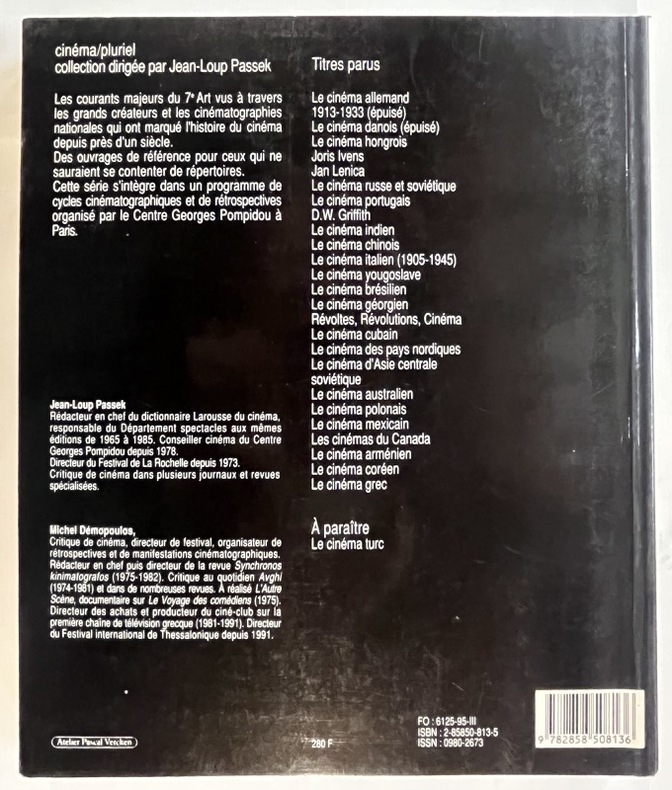 cinéma/pluriel
collection dirigée par Jean-Loup Passek
Les courants majeurs du 7e Art vus à travers
les grands créateurs et les cinématographies
nationales qui ont marqué l'histoire du cinéma
depuis près d'un siècle.
Des ouvrages de référence pour ceux qui ne
sauraient se contenter de répertoires.
Cette série s'intègre dans un programme de
cycles cinématographiques et de rétrospectives
organisé par le Centre Georges Pompidou à
Paris.
Jean-Loup Passek
Rédacteur en chef du dictionnaire Larousse du cinéma,
responsable du Département spectacles aux mêmes
éditions de 1965 à 1985. Conseiller cinéma du Centre
Georges Pompidou depuis 1978.
Directeur du Festival de La Rochelle depuis 1973.
Critique de cinéma dans plusieurs journaux et revues
spécialisées.
Michel Démopoulos,
Critique de cinéma, directeur de festival, organisateur de
rétrospectives et de manifestations cinématographiques.
Rédacteur en chef puis directeur de la revue Synchronos
kinimatografos (1975-1982). Critique au quotidien Avghi
(1974-1981) et dans de nombreuses revues. A réalisé L'Autre
Scène, documentaire sur Le Voyage des comédiens (1975).
Directeur des achats et producteur du ciné-club sur la
première chaîne de télévision grecque (1981-1991). Directeur
du Festival international de Thessalonique depuis 1991.
Atelier Pascal Vercken
Titres parus
Le cinéma allemand
1913-1933 (épuisé)
Le cinéma danois (épuisé)
Le cinéma hongrois
Joris Ivens
Jan Lenica
Le cinéma russe et soviétique
Le cinéma portugais
D.W. Griffith
Le cinéma indien
Le cinéma chinois
Le cinéma italien (1905-1945)
Le cinéma yougoslave
Le cinéma brésilien
Le cinéma géorgien
Révoltes, Révolutions, Cinéma
Le cinéma cubain
Le cinéma des pays nordiques
Le cinéma d'Asie centrale
soviétique
Le cinéma australien
Le cinéma polonais
Le cinéma mexicain
Les cinémas du Canada
Le cinéma arménien
Le cinéma coréen
Le cinéma grec
À paraître
Le cinéma turc
280 F
FO : 6125-95-III
ISBN : 2-85850-813-5
ISSN : 0980-2673
9 782858 508136